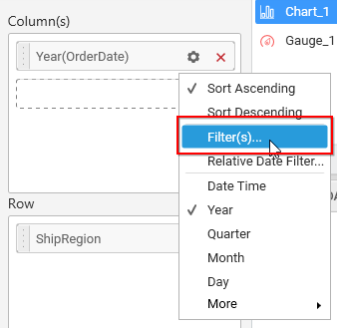 Column(s)
Chart_1
Gauge_1
Year(OrderDate)
Sort Ascending
Sort Descending
Filter(s)...
Relative Date Filter...
Date Time
Year
Quarter
Month
Day
More
Row
ShipRegion